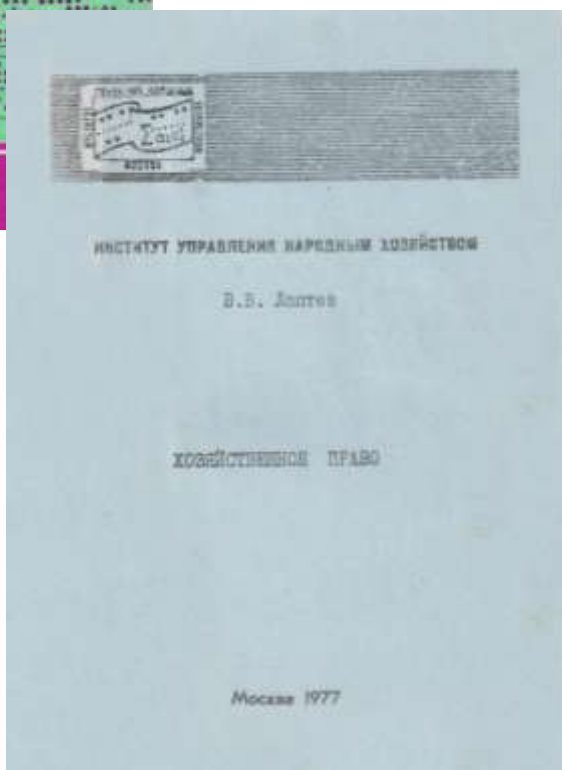 ИНСТИТУТ УПРАВЛЕНИЯ НАРОДНЫМ ХОЗЯЙСТВОМ
В.В. Лаптев
ХОЗЯЙСТВЕННОЕ ПРАВО
Москва 1977